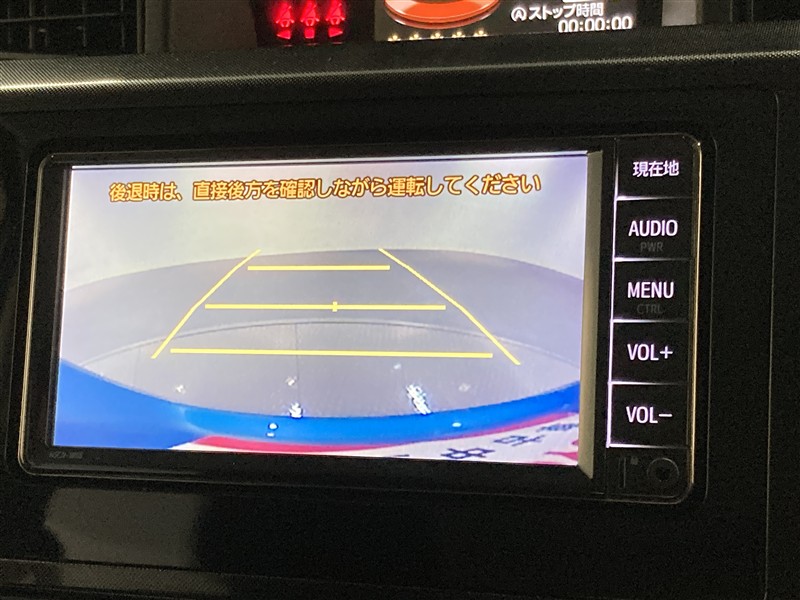 ストップ時間
00:00:00
後退時は、直接後方を確認しながら運転してください
現在地
AUDIO
PWR
MENU
CTRL
VOL+
VOL−